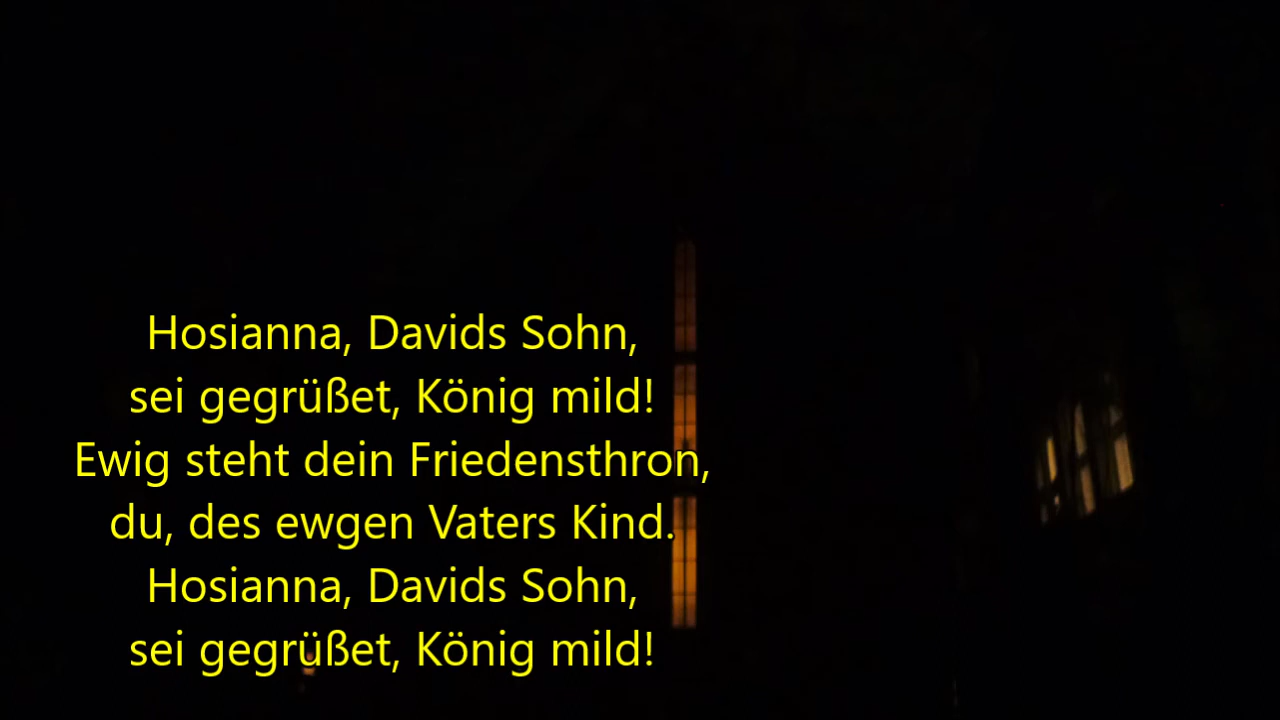 Hosianna, Davids Sohn,
sei gegrüßet, König mild!
Ewig steht dein Friedensthron,
du, des ewgen Vaters Kind.
Hosianna, Davids Sohn,
sei gegrüßet, König mild!